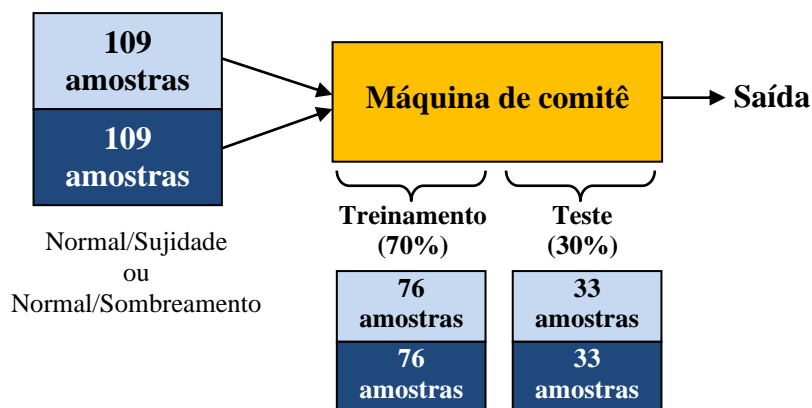 109
amostras
109
amostras
Normal/Sujidade
ou
Normal/Sombreamento
Máquina de comitê
Saída
Treinamento
(70%)
Teste
(30%)
76
amostras
76
amostras
33
amostras
33
amostras